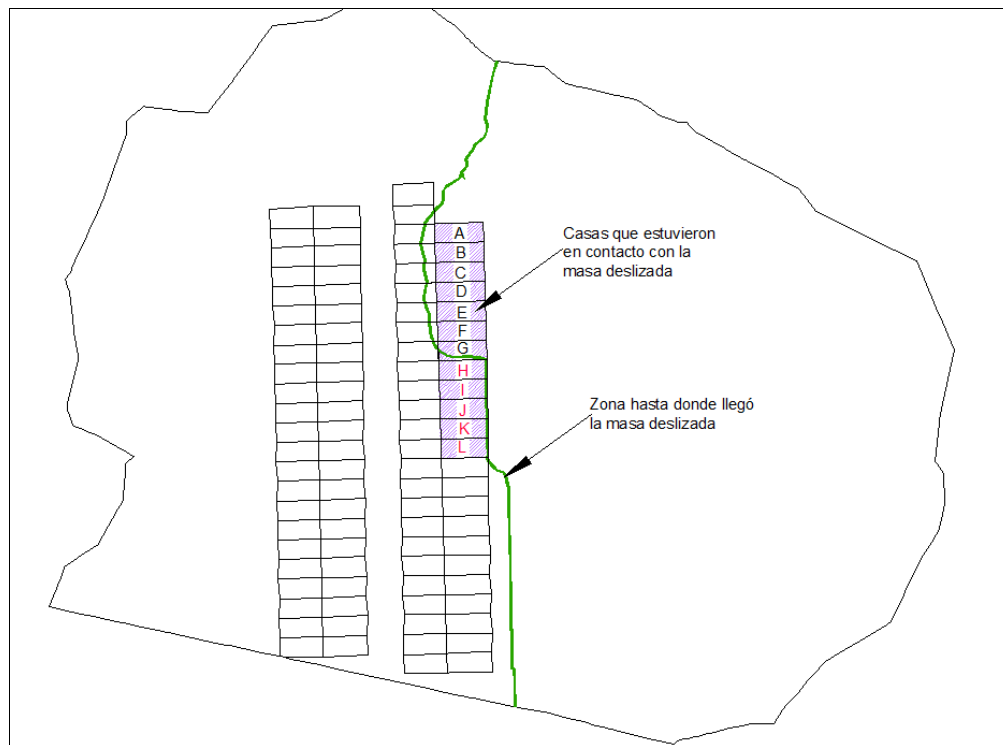 A
B
C
D
E
F
G
H
I
J
K
L
Casas que estuvieron
en contacto con la
masa deslizada
Zona hasta donde llegó
la masa deslizada